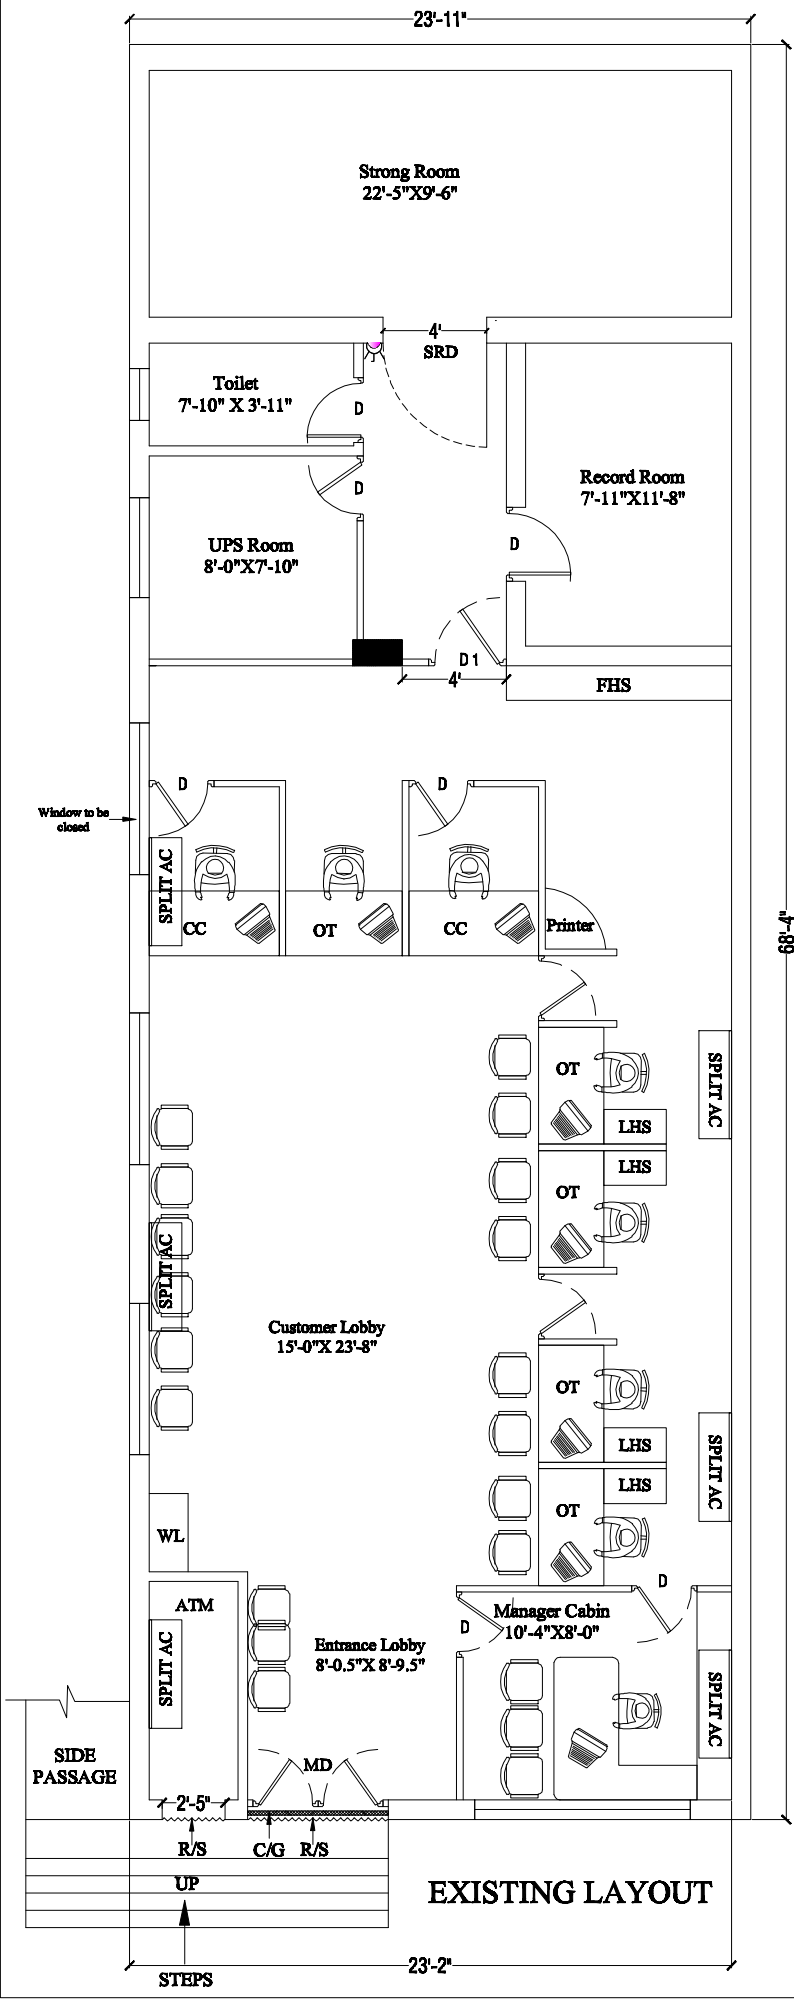 23'-11"
Strong Room
22'-5"X9'-6"
4'
SRD
Toilet
7'-10" X 3'-11"
D
D
Record Room
7'-11"X11'-8"
UPS Room
8'-0"X7'-10"
D
D 1
4'
FHS
D
D
Window to be
closed
SPLIT AC
CC
OT
CC
Printer
68'-4"
OT
SPLIT AC
LHS
LHS
OT
SPLIT AC
Customer Lobby
15'-0"X 23'-8"
OT
LHS
SPLIT AC
LHS
OT
WL
D
ATM
Manager Cabin
10'-4"X8'-0"
D
Entrance Lobby
8'-0.5"X 8'-9.5"
SPLIT AC
SPLIT AC
SIDE
PASSAGE
MD
2'-5"
R/S
C/G
R/S
UP
EXISTING LAYOUT
23'-2"
STEPS